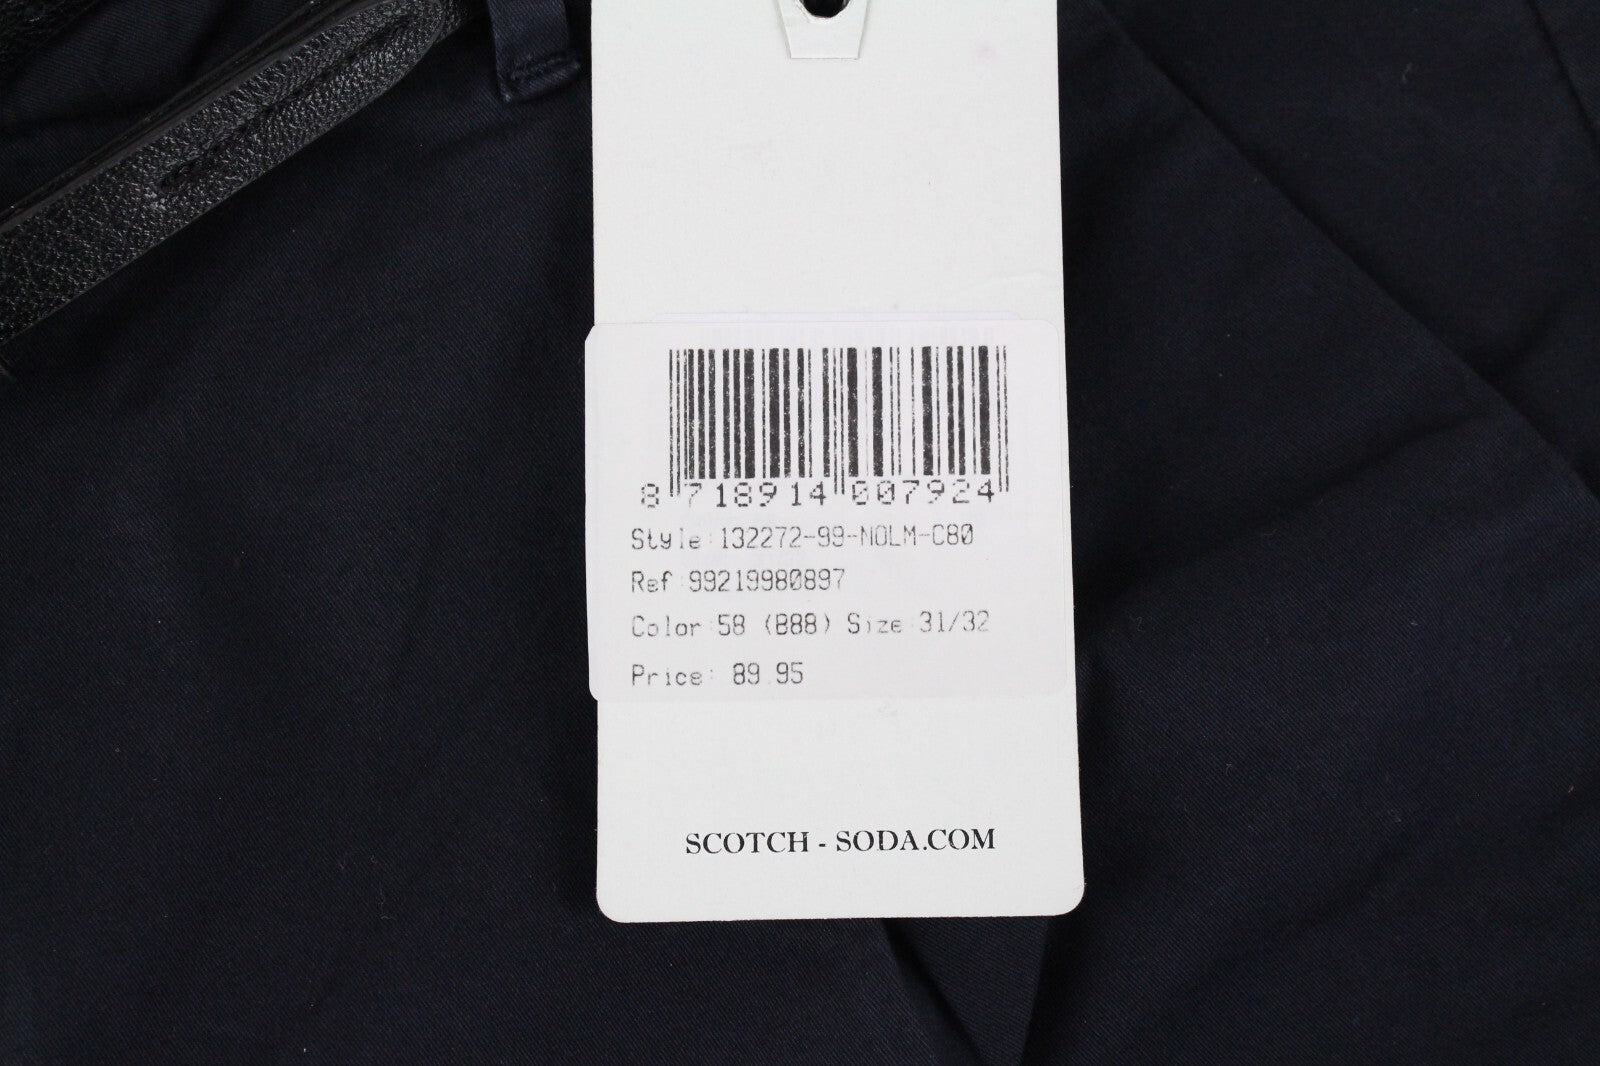 8 718914 007924
Style:132272-99-NOLM-C80
Ref:99219980897
Color:58 (888) Size:31/32
Price: 89.95
SCOTCH - SODA.COM